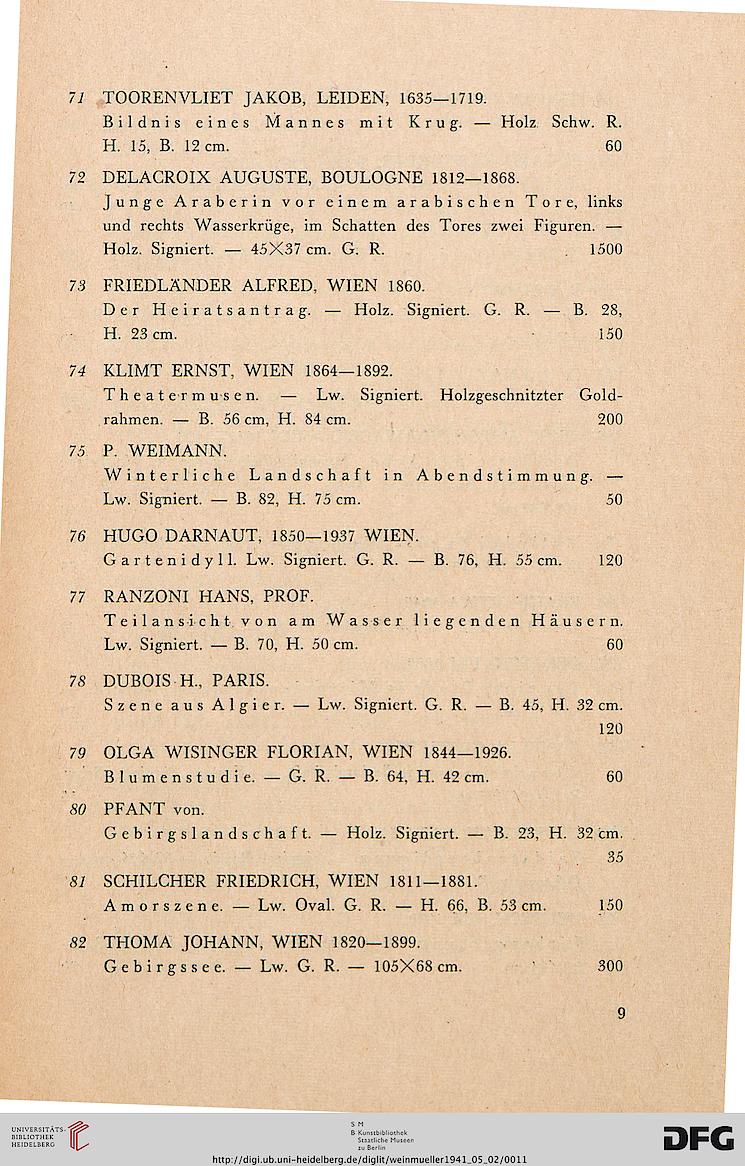 71 TOORENVLIET JAKOB, LEIDEN, 1635—1719.
Bildnis eines Mannes mit Krug. — Holz Schw. R.
H. 15, B. 12 cm. 60
72 DELACROIX AUGUSTE, BOULOGNE 1812—1868.
Junge Araberin vor einem arabischen Tore, links
und rechts Wasserkrüge, im Schatten des Tores zwei Figuren. —
Holz. Signiert. — 45×37 cm. G. R. 1500
73 FRIEDLÄNDER ALFRED, WIEN 1860.
Der Heiratsantrag. — Holz. Signiert. G. R. — B. 28,
H. 23 cm. 150
74 KLIMT ERNST, WIEN 1864—1892.
Theatermusen. — Lw. Signiert. Holzgeschnitzter Gold-
rahmen. — B. 56 cm, H. 84 cm. 200
75 P. WEIMANN.
Winterliche Landschaft in Abendstimmung. —
Lw. Signiert. — B. 82, H. 75 cm. 50
76 HUGO DARNAUT, 1850—1937 WIEN.
Gartenidyll. Lw. Signiert. G. R. — B. 76, H. 55 cm. 120
77 RANZONI HANS, PROF.
Teilansicht von am Wasser liegenden Häusern.
Lw. Signiert. — B. 70, H. 50 cm. 60
78 DUBOIS H., PARIS.
Szene aus Algier. — Lw. Signiert. G. R. — B. 45, H. 32 cm.
120
79 OLGA WISINGER FLORIAN, WIEN 1844—1926.
Blumenstudie. — G. R. — B. 64, H. 42 cm. 60
80 PFANT von.
Gebirgslandschaft. — Holz. Signiert. — B. 23, H. 32 cm.
35
81 SCHILCHER FRIEDRICH, WIEN 1811—1881.
Amorszene. — Lw. Oval. G. R. — H. 66, B. 53 cm. 150
82 THOMA JOHANN, WIEN 1820—1899.
Gebirgssee. — Lw. G. R. — 105×68 cm. 300
9
UNIVERSITÄTS-
BIBLIOTHEK
HEIDELBERG
S M
B Kunstbibliothek
Staatliche Museen
zu Berlin
DFG
http://digi.ub.uni-heidelberg.de/diglit/weinmueller1941_05_02/0011